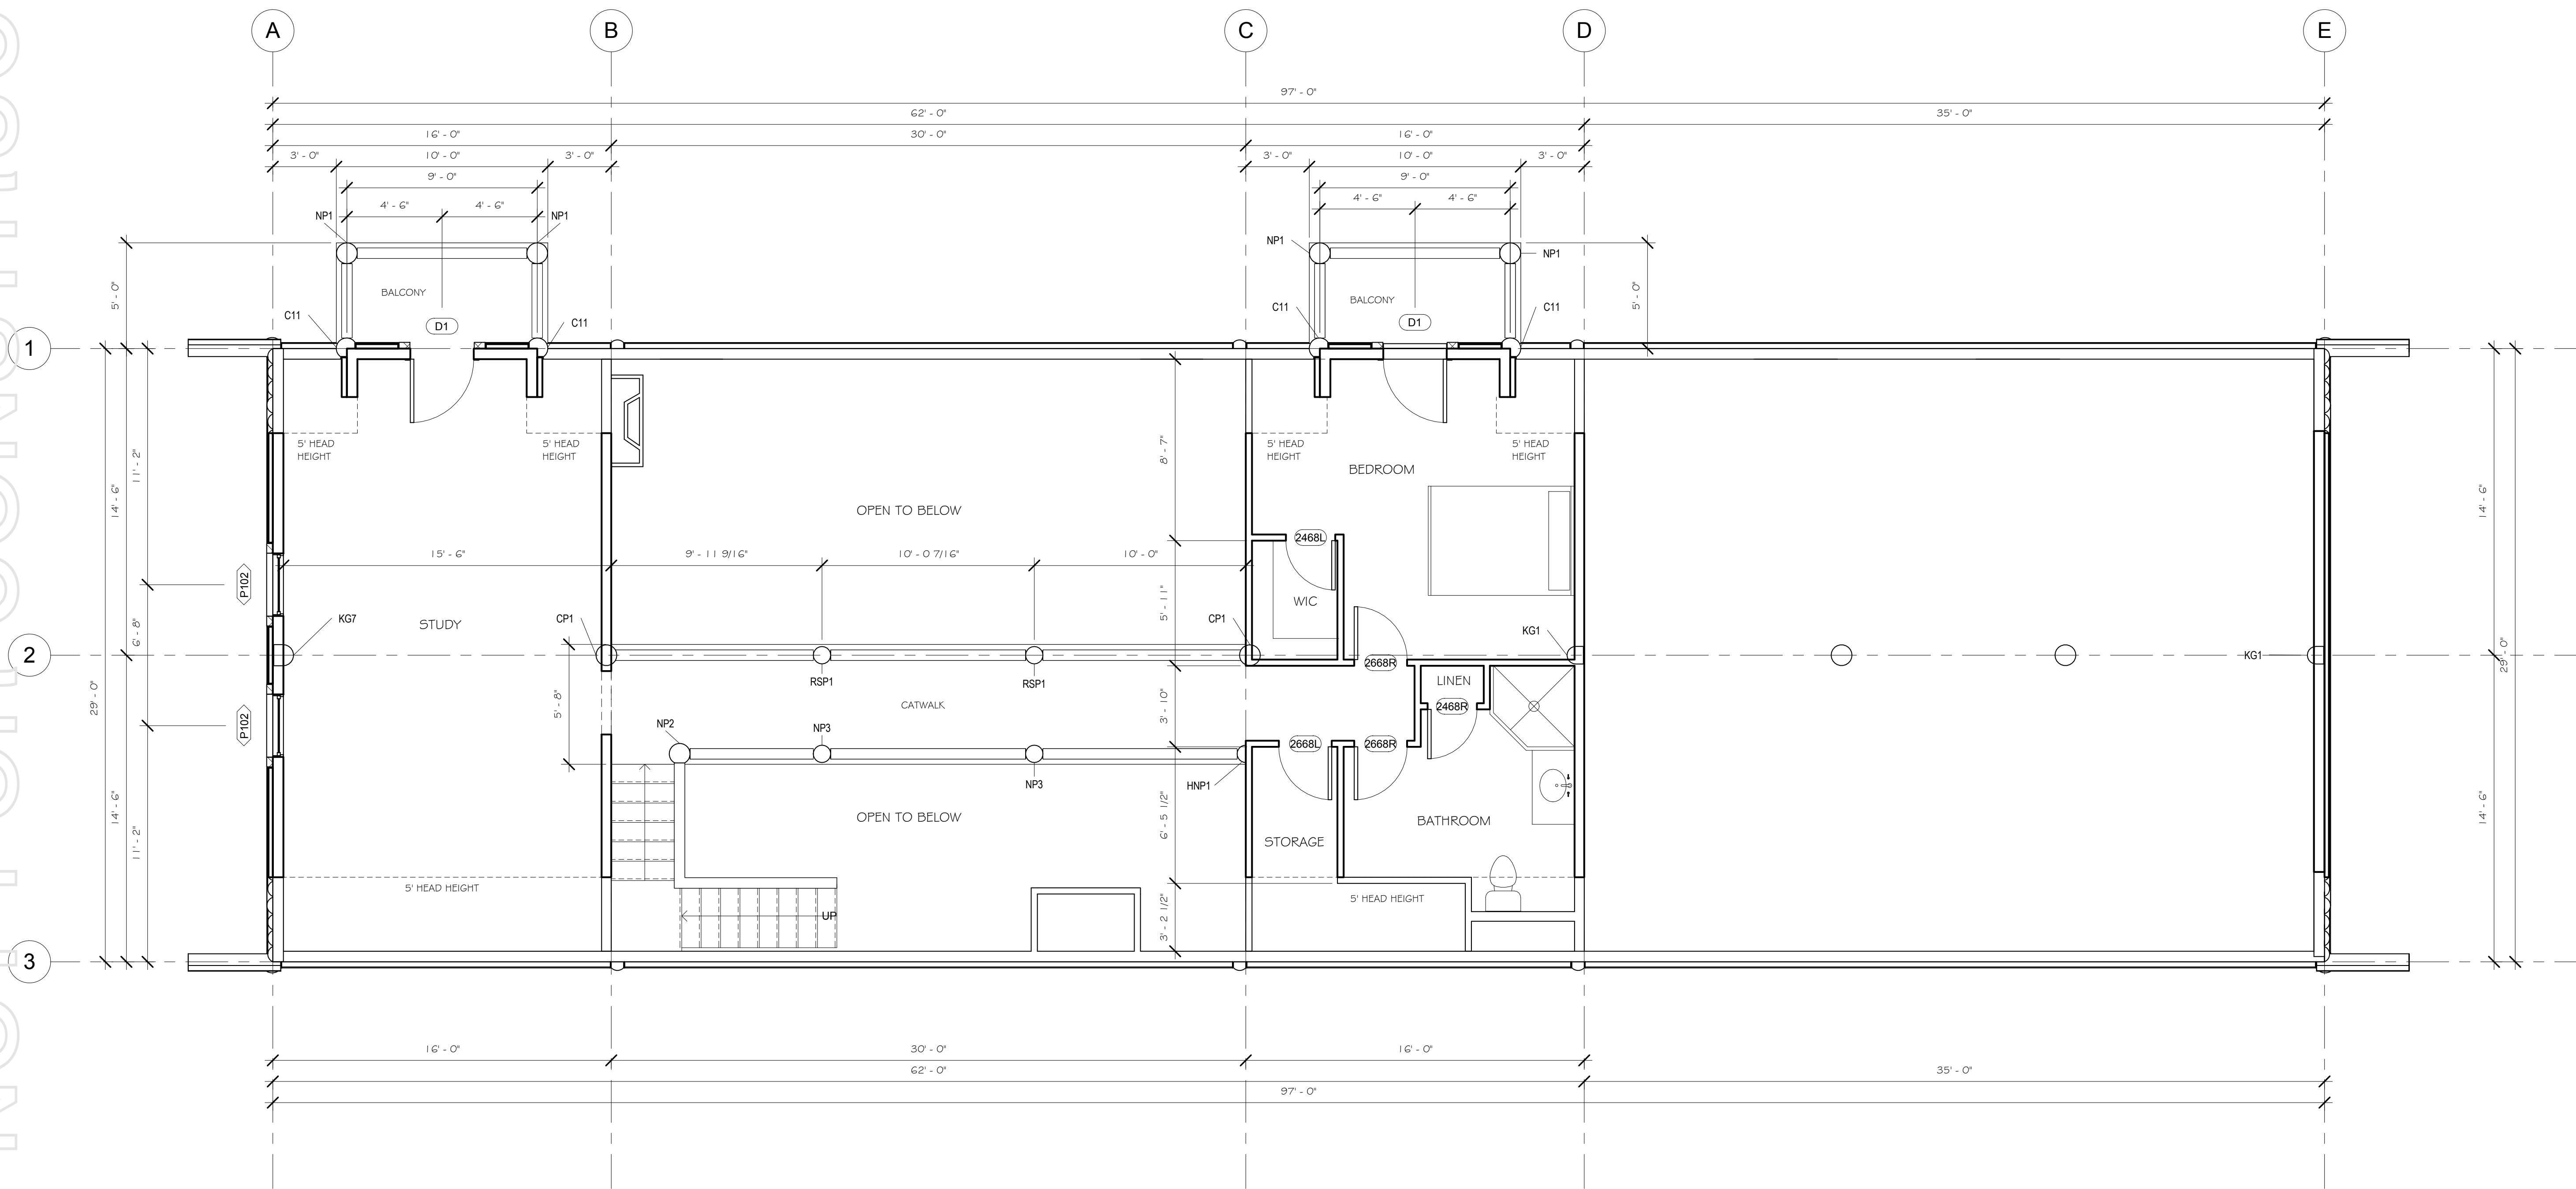 A B C D E
97' - 0"
62' - 0" 35' - 0"
16' - 0" 30' - 0" 16' - 0"
3' - 0" 10' - 0" 3' - 0" 3' - 0" 10' - 0" 3' - 0"
9' - 0" 9' - 0"
4' - 6" 4' - 6" 4' - 6" 4' - 6"
NP1 NP1 NP1 NP1
5' - 0" BALCONY BALCONY 5' - 0"
C11 C11 C11 C11
D1 D1
1
5' HEAD
HEIGHT
5' HEAD
HEIGHT
5' HEAD
HEIGHT
5' HEAD
HEIGHT
11' - 2"
14' - 6"
8' - 7"
BEDROOM
14' - 6"
OPEN TO BELOW
2468L
15' - 6" 9' - 11 9/16" 10' - 0 7/16" 10' - 0"
P102
5' - 11"
WIC
6' - 8"
KG7
STUDY
CP1
CP1
KG1
2
2668R
KG1
29' - 0"
29' - 0"
RSP1 RSP1
LINEN
5' - 8"
CATWALK
3' - 10"
2468R
P102
NP2
NP3
2668L 2668R
NP3
HNP1
14' - 6"
11' - 2"
OPEN TO BELOW
6' - 5 1/2"
BATHROOM
14' - 6"
STORAGE
5' HEAD HEIGHT
5' HEAD HEIGHT
UP
3' - 2 1/2"
3
16' - 0" 30' - 0" 16' - 0"
62' - 0" 35' - 0"
97' - 0"